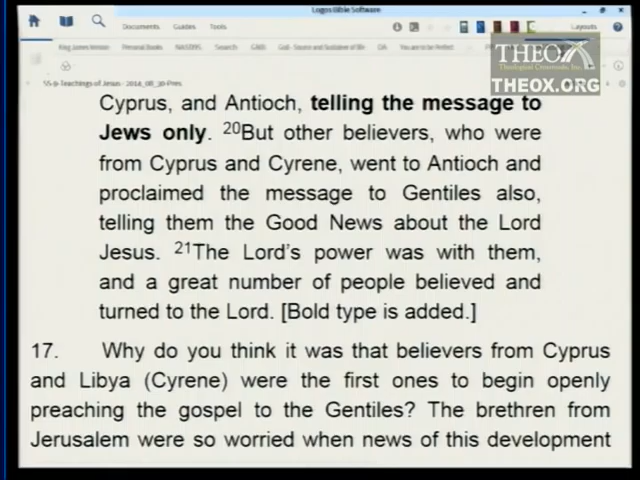 Logos Bible Software
Documents Guides Tools Layouts
King James Version Personal Books NASB95 Search
THEOX
Theological Crossroads, Inc.
THEOX.ORG
Cyprus, and Antioch, telling the message to
Jews only. 20But other believers, who were
from Cyprus and Cyrene, went to Antioch and
proclaimed the message to Gentiles also,
telling them the Good News about the Lord
Jesus. 21The Lord's power was with them,
and a great number of people believed and
turned to the Lord. [Bold type is added.]
17. Why do you think it was that believers from Cyprus
and Libya (Cyrene) were the first ones to begin openly
preaching the gospel to the Gentiles? The brethren from
Jerusalem were so worried when news of this development